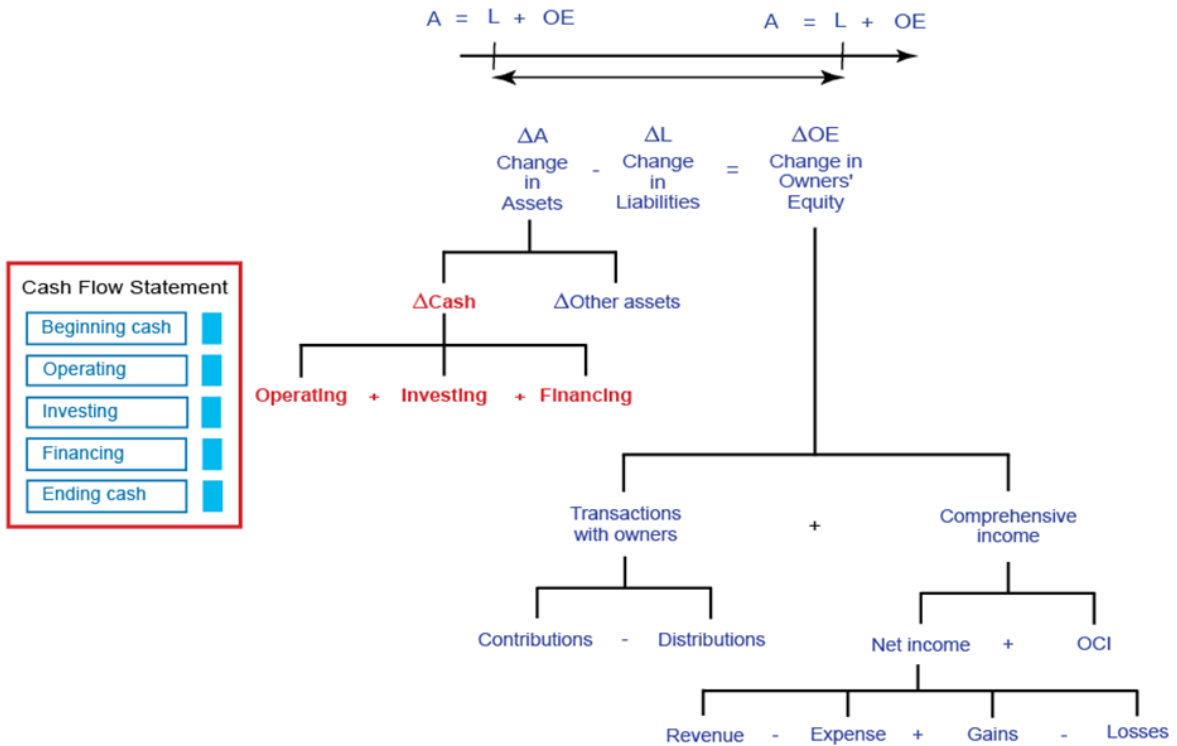 A = L + OE
A = L + OE
ΔA
Change
in
Assets
-
ΔL
Change
in
Liabilities
=
ΔOE
Change in
Owners'
Equity
Cash Flow Statement
Beginning cash
Operating
Investing
Financing
Ending cash
ΔCash
ΔOther assets
Operating + Investing + Financing
Transactions
with owners
+
Comprehensive
income
Contributions - Distributions
Net income + OCI
Revenue - Expense + Gains - Losses